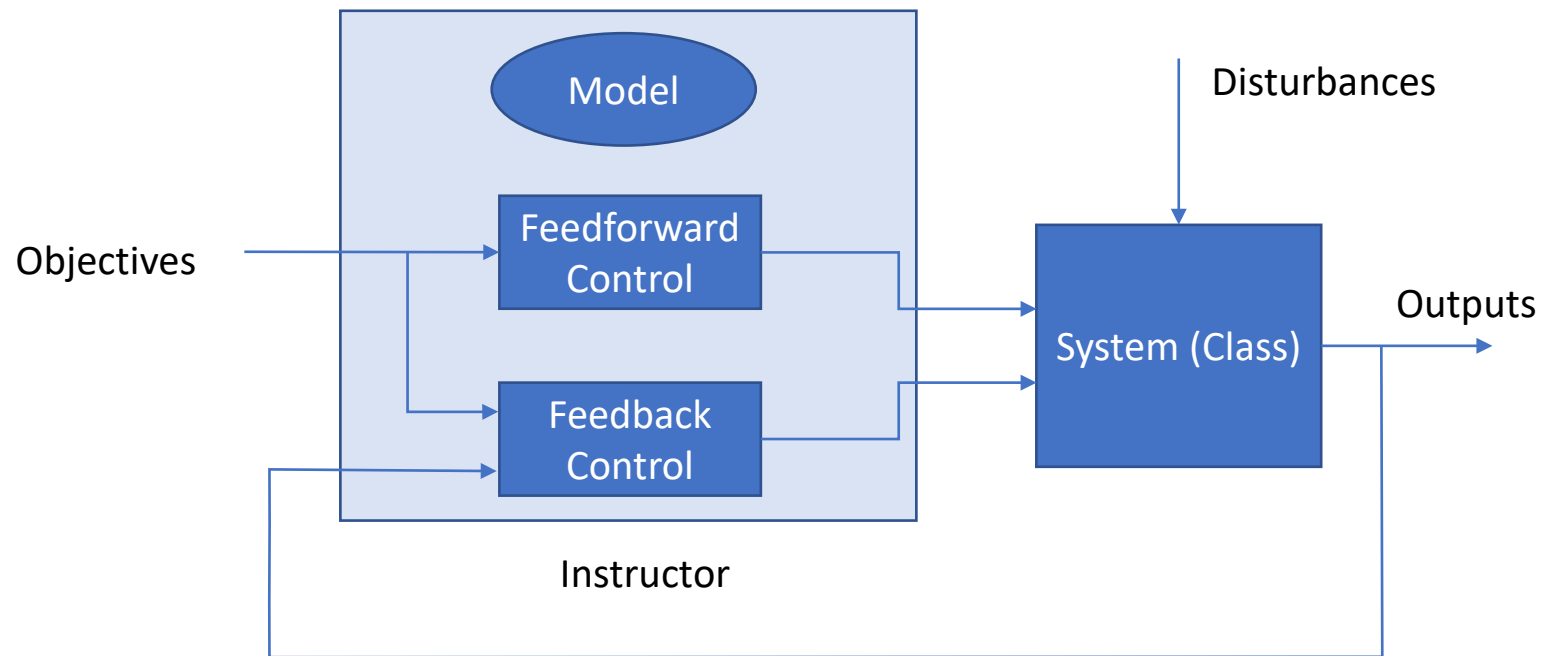 Model
Disturbances
Feedforward
Control
Objectives
Outputs
System (Class)
Feedback
Control
Instructor